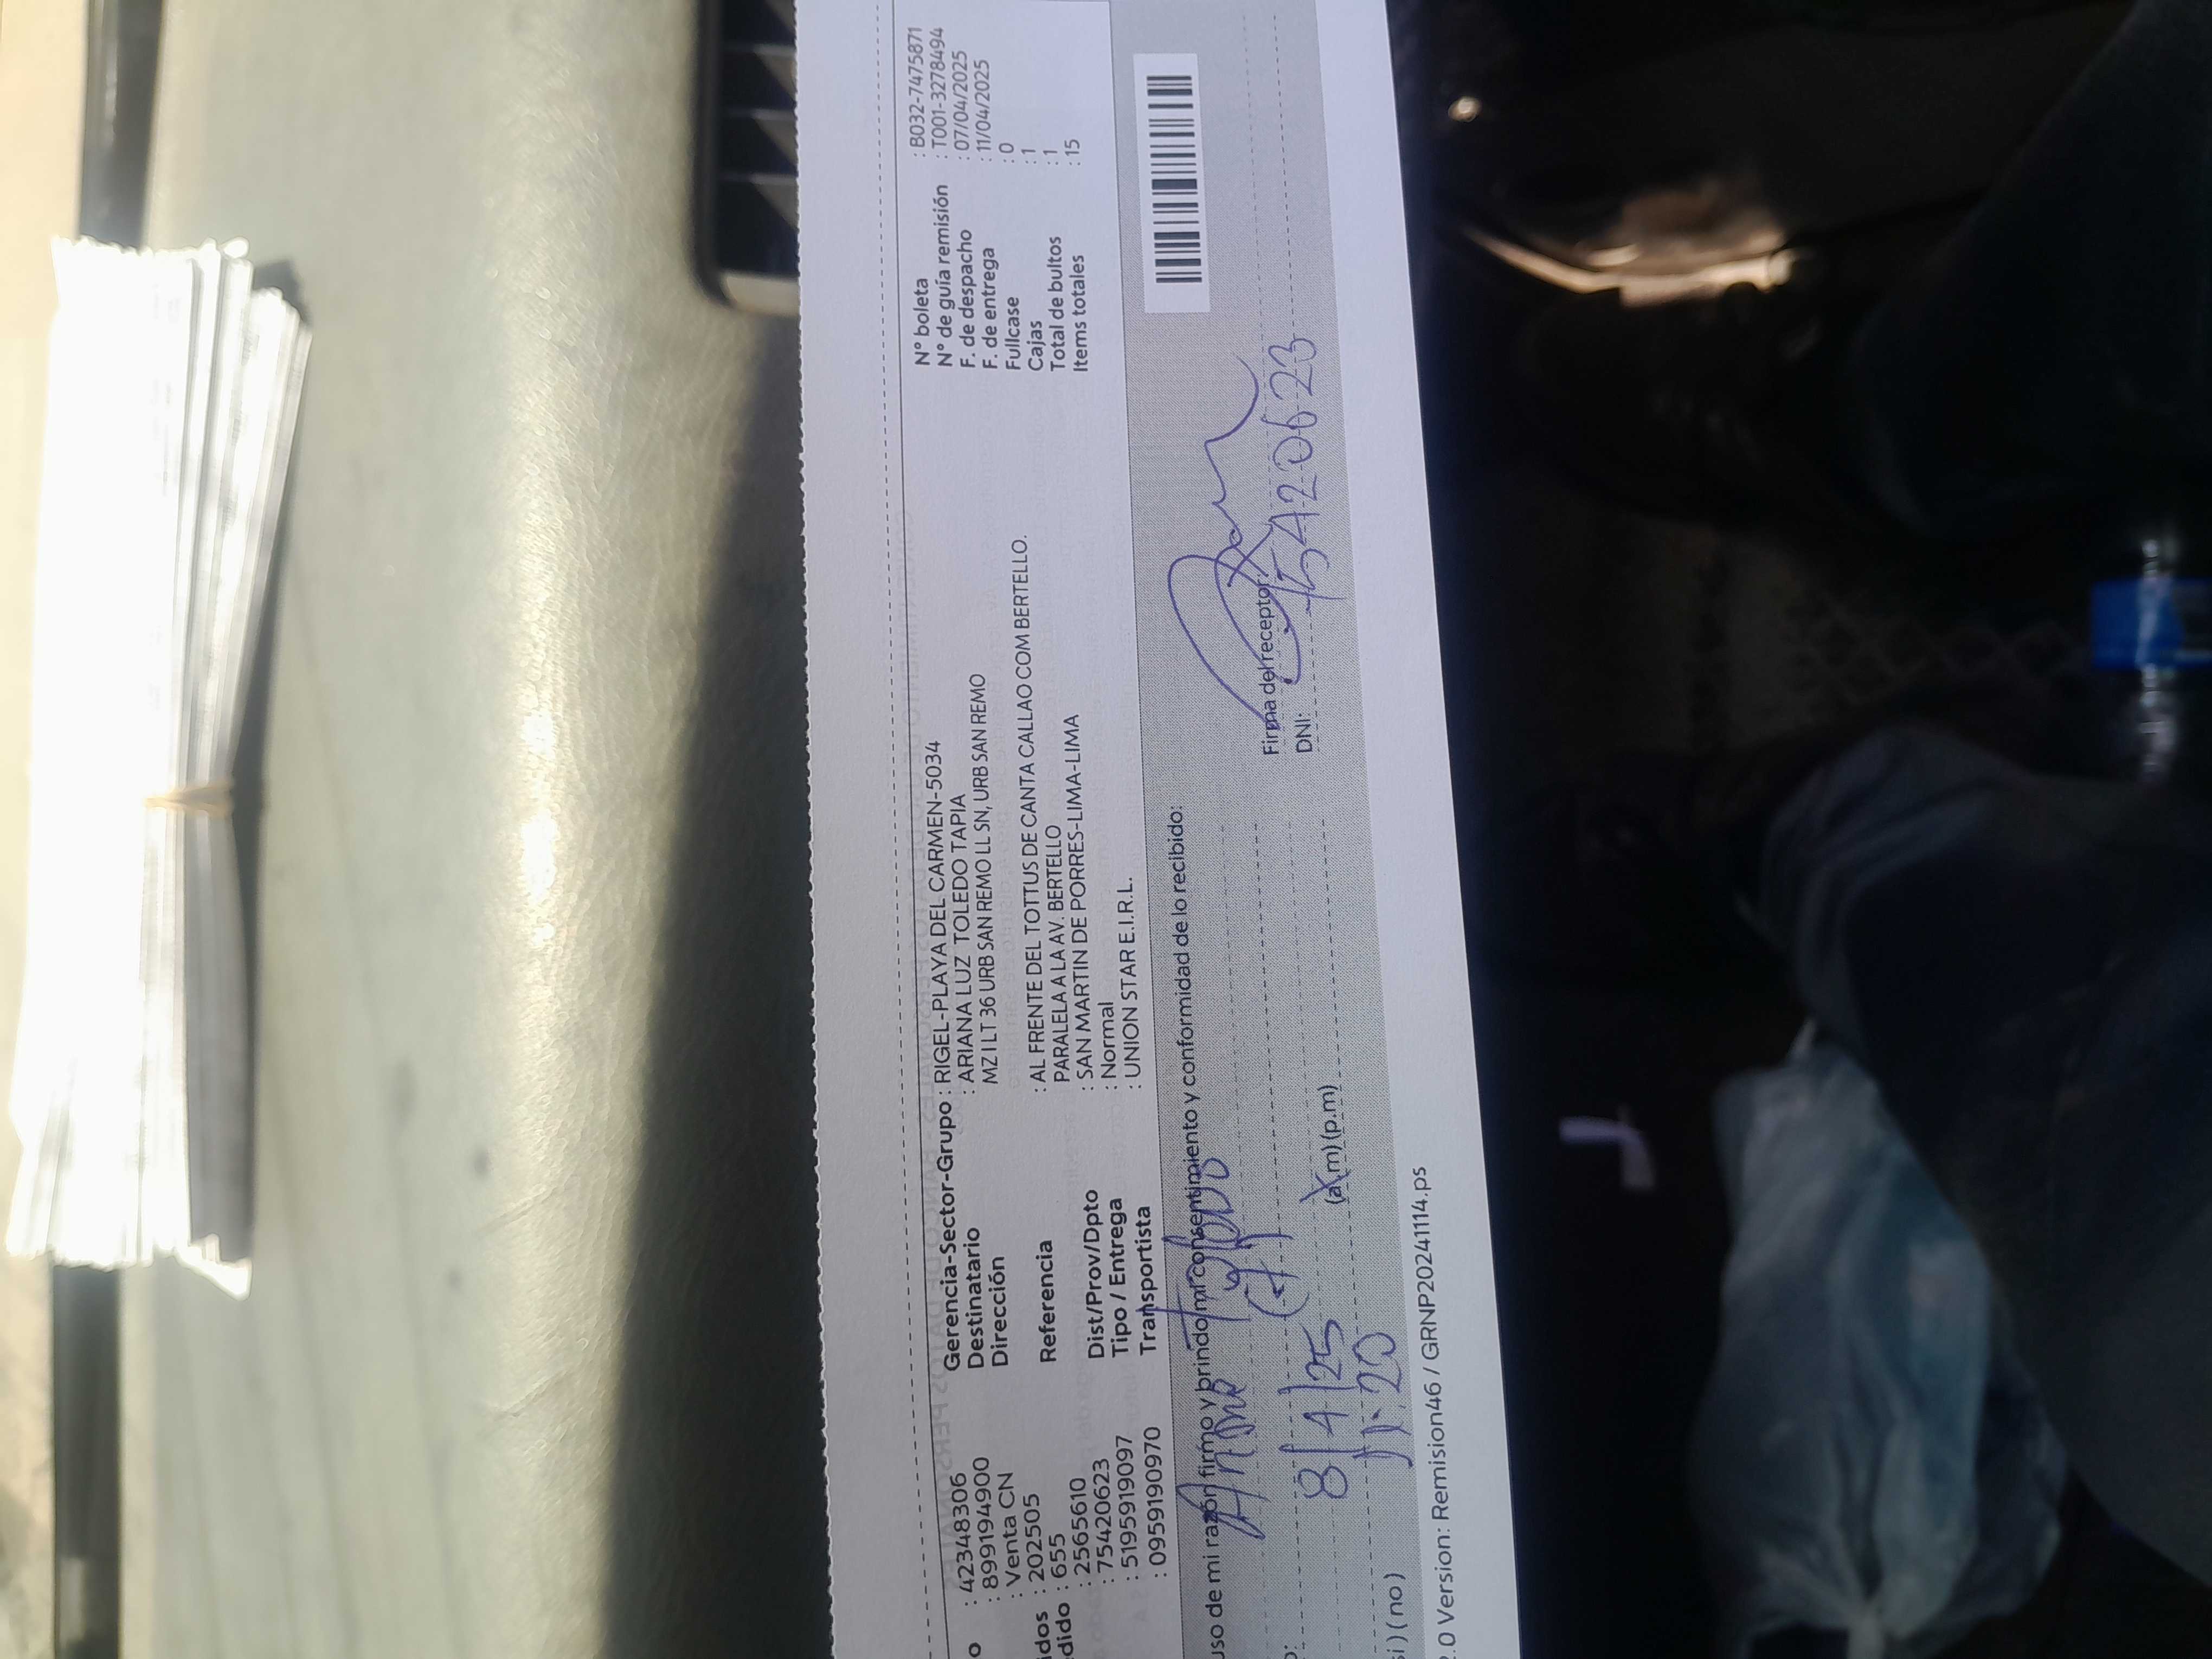 o : 42348306
: 899194900
: Venta CN
idos : 202505
edido : 655
: 2565610
: 75420623
: 51959190970
: 0959190970
Gerencia-Sector-Grupo : RIGEL-PLAYA DEL CARMEN-5034
Destinatario : ARIANA LUZ TOLEDO TAPIA
Dirección MZ I LT 36 URB SAN REMO LL SN, URB SAN REMO
Referencia : AL FRENTE DEL TOTTUS DE CANTA CALLAO COM BERTELLO.
PARALELA A LA AV. BERTELLO
Dist/Prov/Dpto : SAN MARTIN DE PORRES-LIMA-LIMA
Tipo / Entrega : Normal
Transportista : UNION STAR E.I.R.L.
N° boleta : B032-7475871
N° de guía remisión : T001-3278494
F. de despacho : 07/04/2025
F. de entrega : 11/04/2025
Fullcase : 0
Cajas : 1
Total de bultos : 1
Items totales : 15
uso de mi razón, firmo y brindo mi consentimiento y conformidad de lo recibido:
8/4/25
11:20 (a.m) (p.m)
Firma del receptor:
DNI: 75420623
si ) ( no )
.0 Version: Remision46 / GRNP20241114.ps